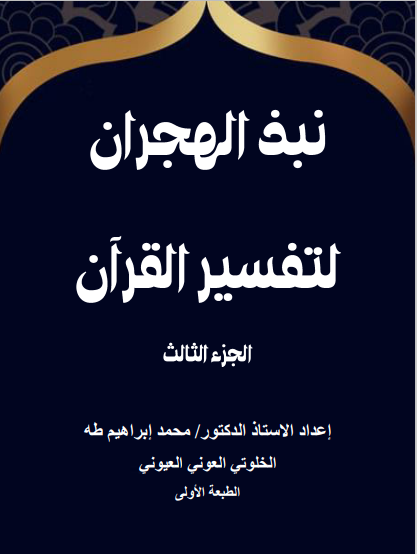 نبذ الهجران
لتفسير القرآن
الجزء الثالث
إعداد الاستاذ الدكتور/ محمد إبراهيم طه
الخلوتي العوني العيوني
الطبعة الأولى